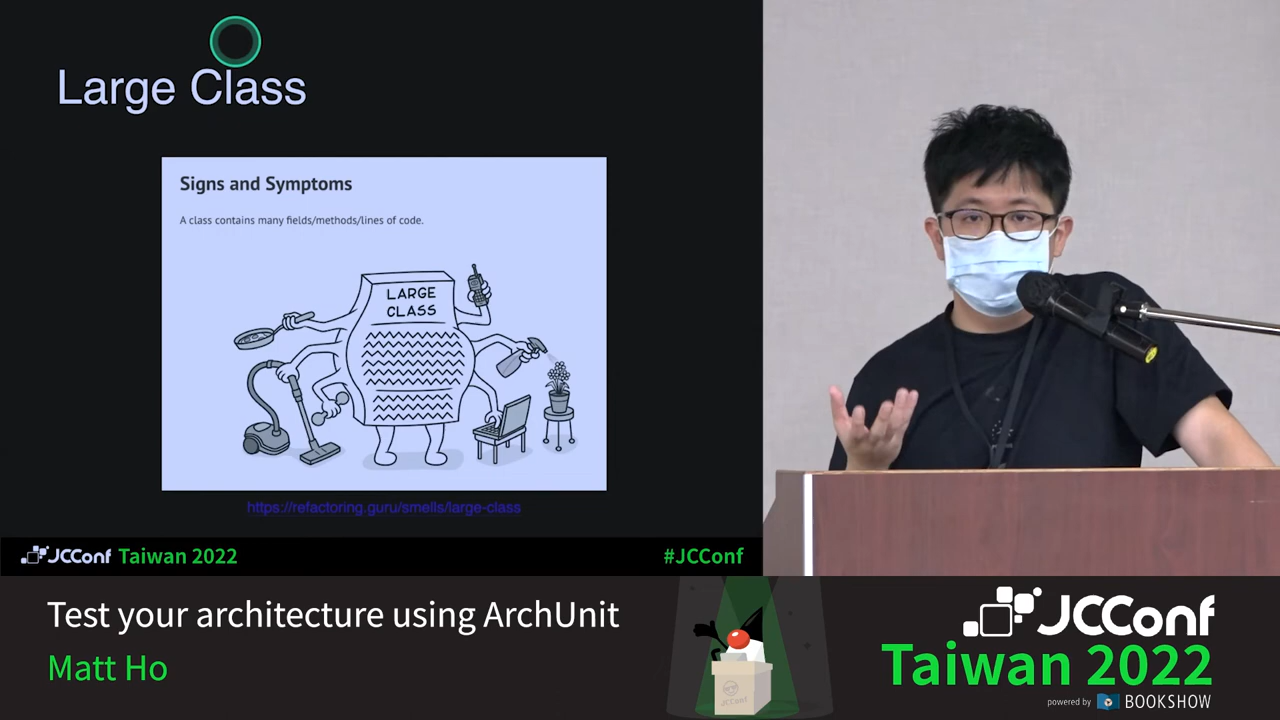 Large Class
Signs and Symptoms
A class contains many fields/methods/lines of code.
LARGE
CLASS
https://refactoring.guru/smells/large-class
JCConf Taiwan 2022
#JCConf
Test your architecture using ArchUnit
Matt Ho
JCConf
JCConf
Taiwan 2022
powered by BOOKSHOW